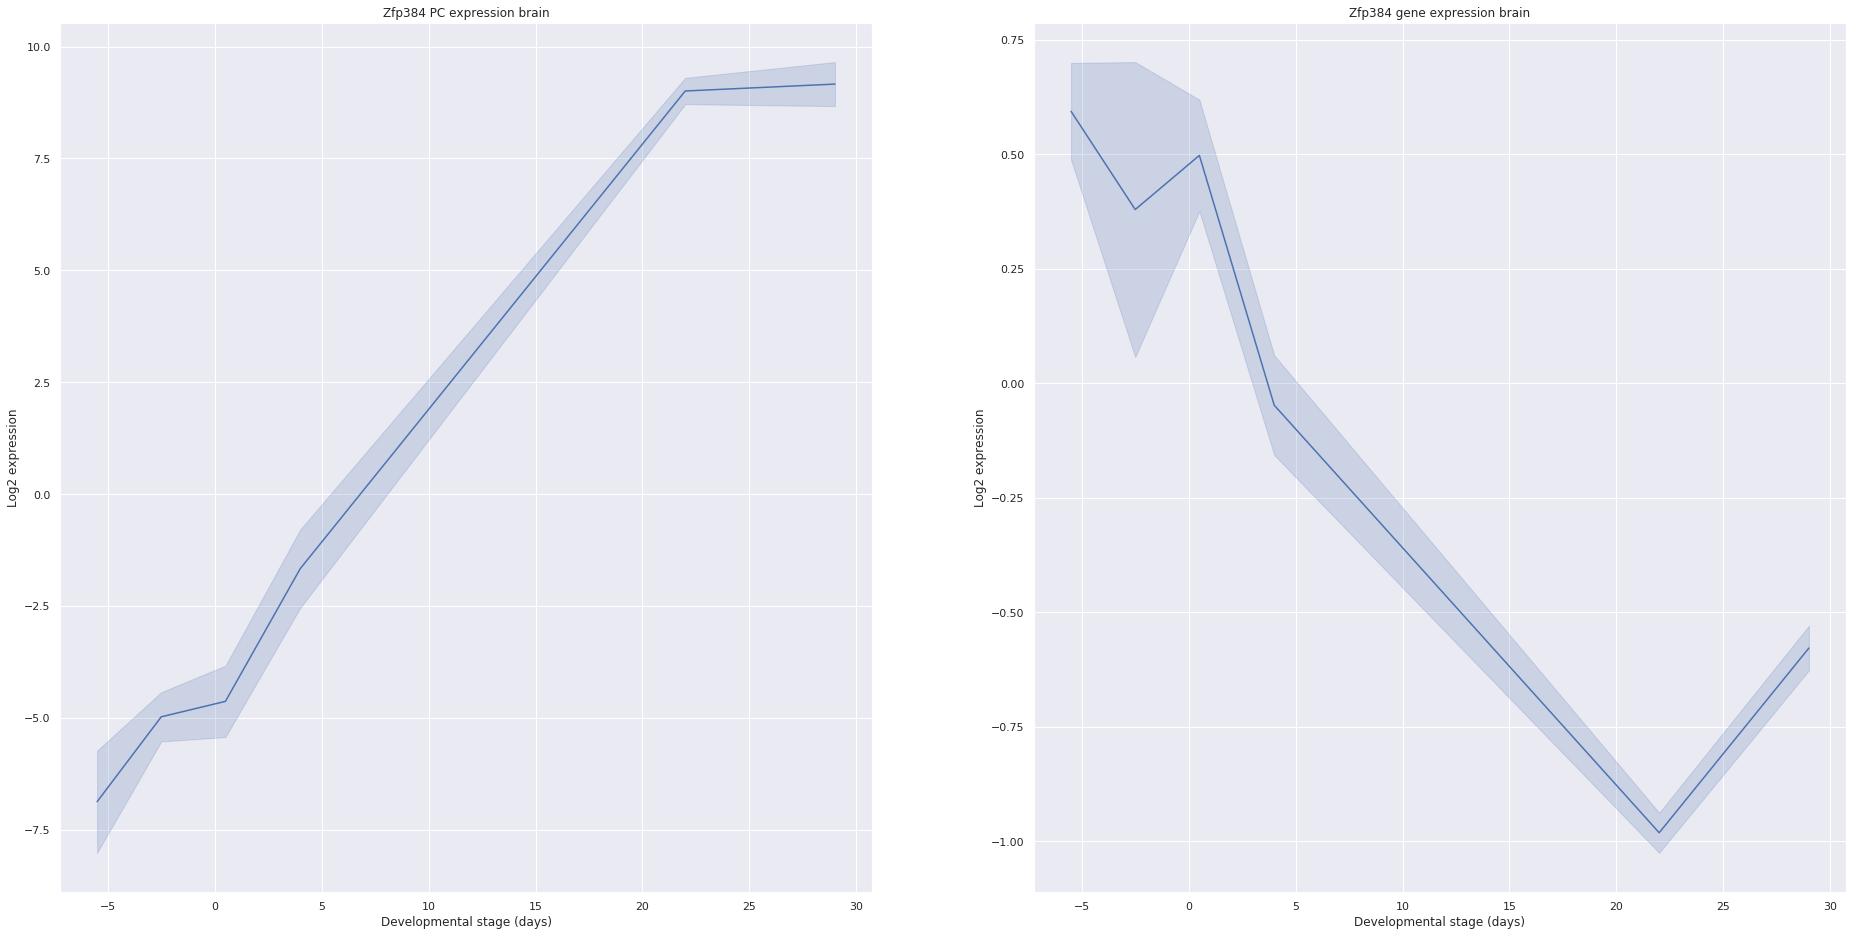 Zfp384 PC expression brain
10.0
7.5
5.0
2.5
0.0
−2.5
−5.0
−7.5
Log2 expression
−5 0 5 10 15 20 25 30
Developmental stage (days)
Zfp384 gene expression brain
0.75
0.50
0.25
0.00
−0.25
−0.50
−0.75
−1.00
Log2 expression
−5 0 5 10 15 20 25 30
Developmental stage (days)